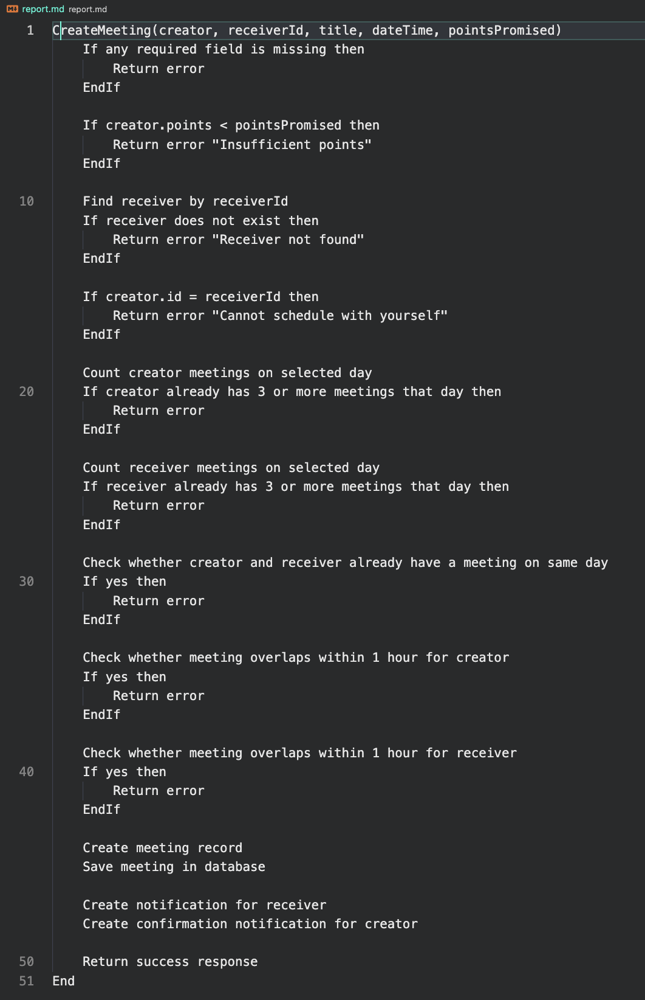 report.md report.md
1 CreateMeeting(creator, receiverId, title, dateTime, pointsPromised)
If any required field is missing then
Return error
EndIf
If creator.points < pointsPromised then
Return error "Insufficient points"
EndIf
10 Find receiver by receiverId
If receiver does not exist then
Return error "Receiver not found"
EndIf
If creator.id = receiverId then
Return error "Cannot schedule with yourself"
EndIf
Count creator meetings on selected day
20 If creator already has 3 or more meetings that day then
Return error
EndIf
Count receiver meetings on selected day
If receiver already has 3 or more meetings that day then
Return error
EndIf
Check whether creator and receiver already have a meeting on same day
30 If yes then
Return error
EndIf
Check whether meeting overlaps within 1 hour for creator
If yes then
Return error
EndIf
Check whether meeting overlaps within 1 hour for receiver
40 If yes then
Return error
EndIf
Create meeting record
Save meeting in database
Create notification for receiver
Create confirmation notification for creator
50 Return success response
51 End